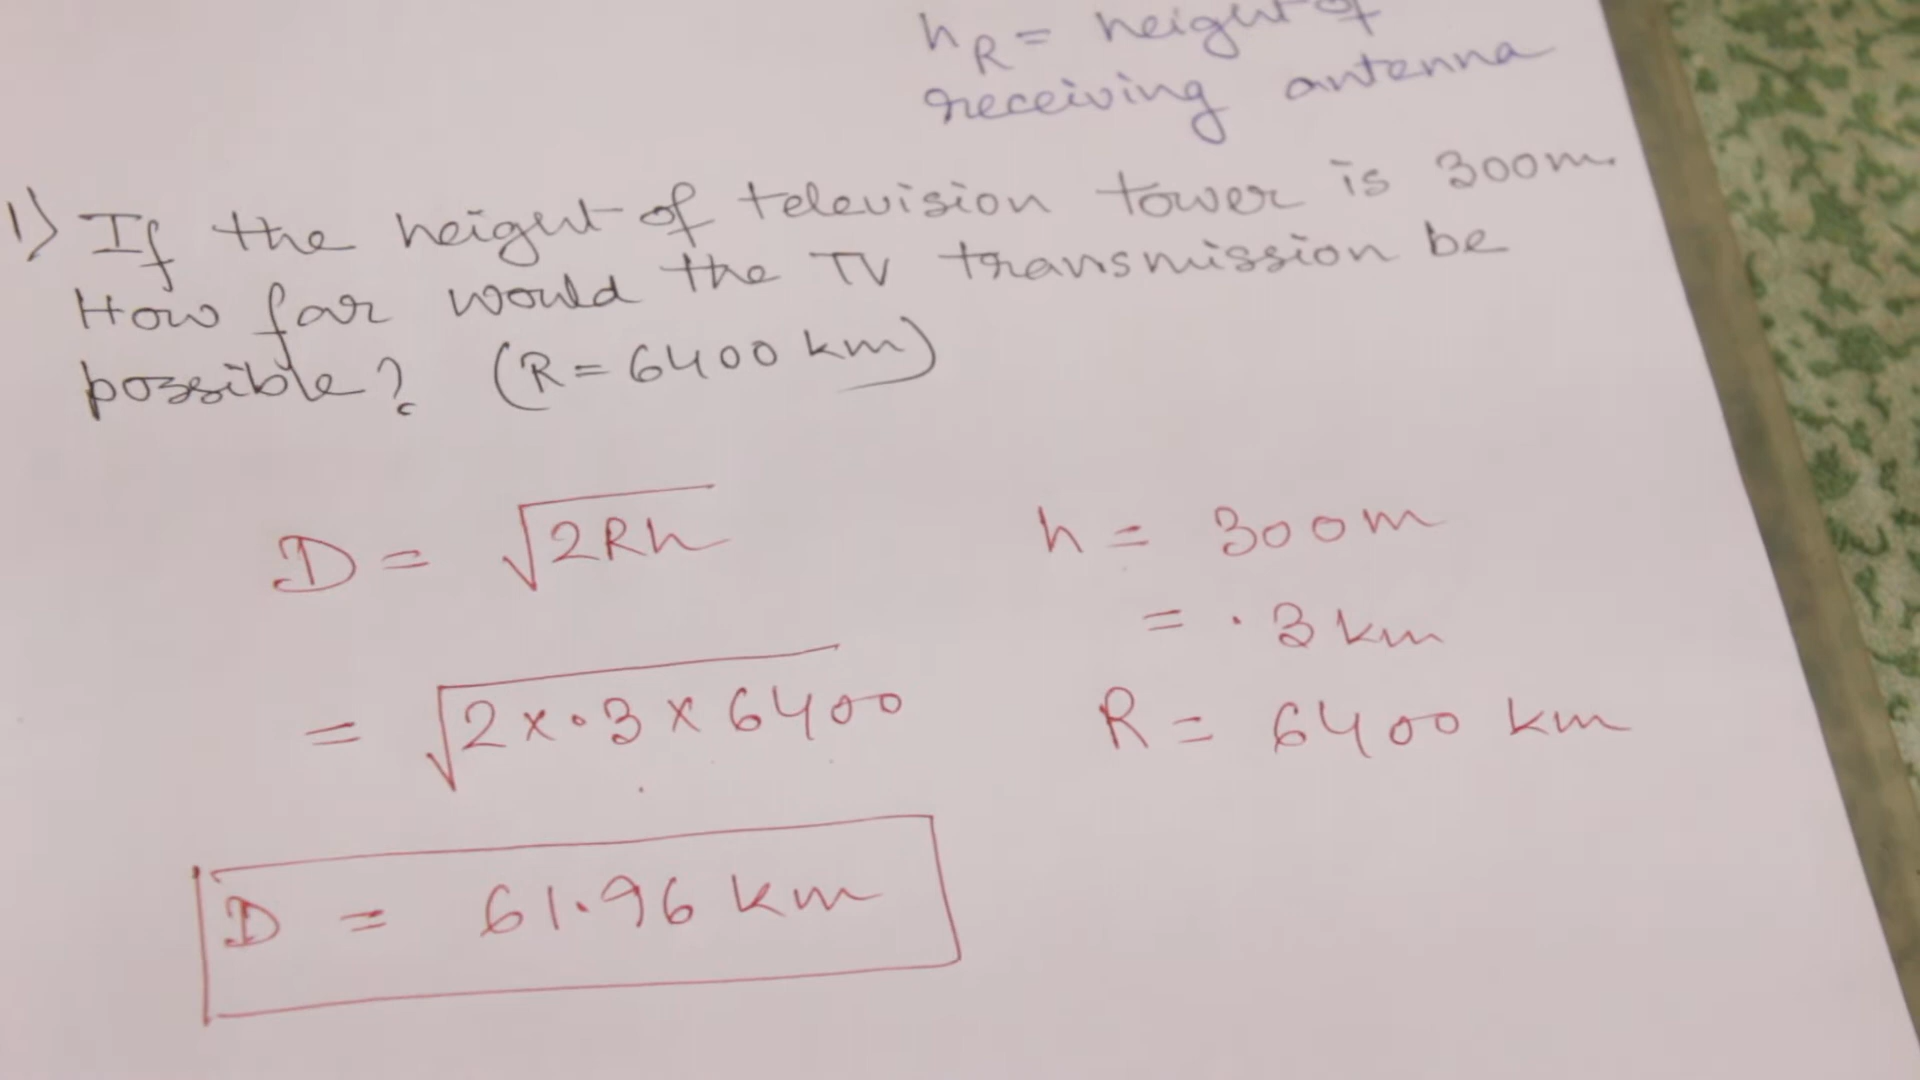 hR = height of
receiving antenna
1) If the height of television tower is 300m.
How far would the TV transmission be
possible? (R = 6400 km)
D = √2Rh
h = 300m
= .3 km
= √2 x .3 x 6400
R = 6400 km
D = 61.96 km